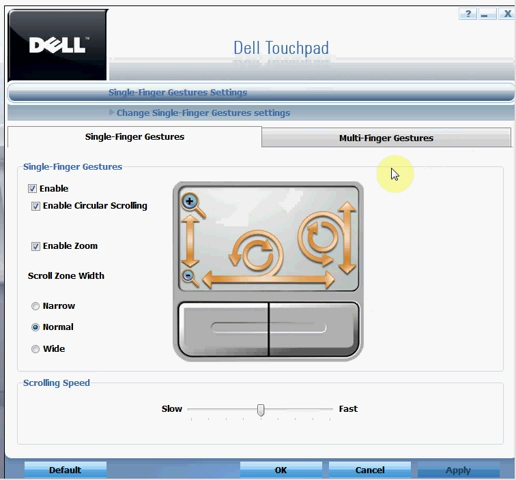 DELL™
Dell Touchpad
Single-Finger Gestures Settings
Change Single-Finger Gestures settings
Single-Finger Gestures
Multi-Finger Gestures
Single-Finger Gestures
Enable
Enable Circular Scrolling
Enable Zoom
Scroll Zone Width
Narrow
Normal
Wide
Scrolling Speed
Slow Fast
Default OK Cancel Apply